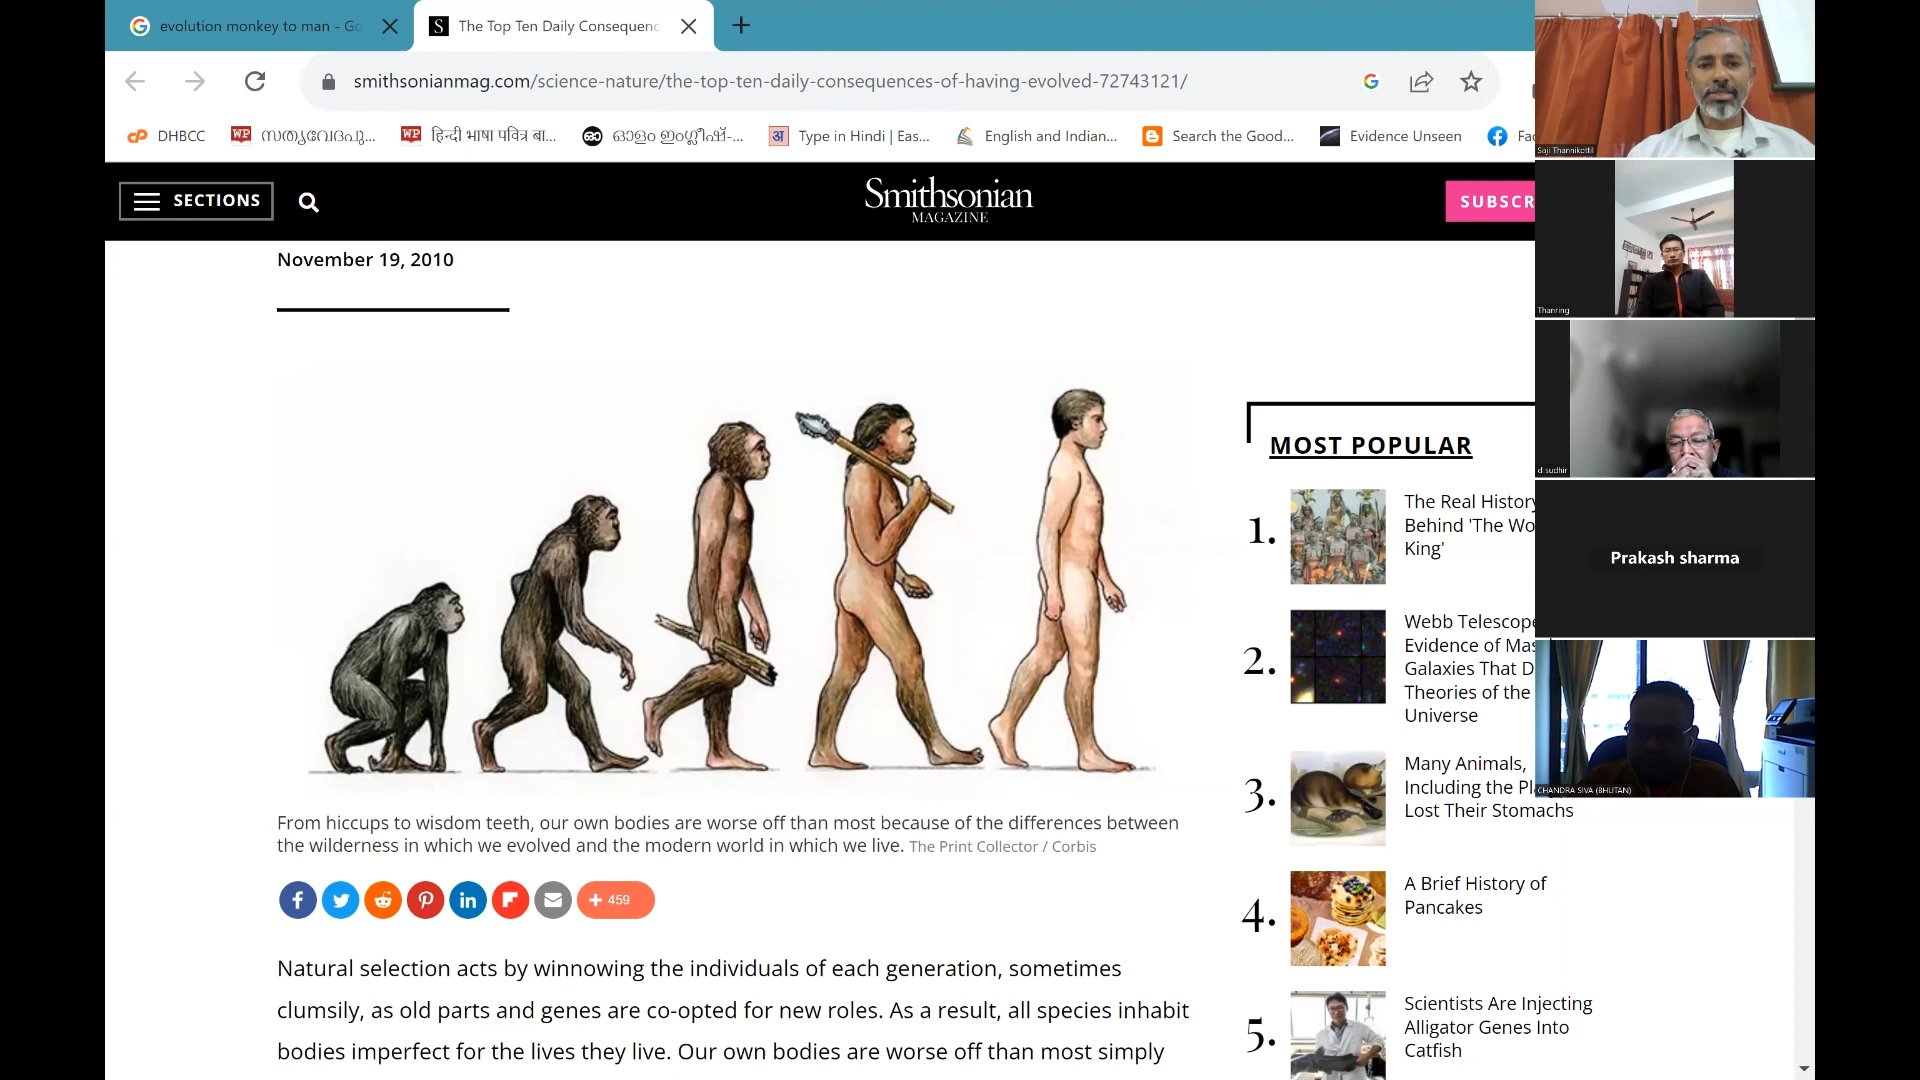 evolution monkey to man - Go
The Top Ten Daily Consequenc
smithsonianmag.com/science-nature/the-top-ten-daily-consequences-of-having-evolved-72743121/
DHBCC
സത്യവേദപു...
हिन्दी भाषा पवित्र बा...
ഓളം ഇംഗ്ലീഷ്-...
Type in Hindi | Eas...
English and Indian...
Search the Good...
Evidence Unseen
Fac
SECTIONS
Smithsonian
MAGAZINE
SUBSCR
November 19, 2010
From hiccups to wisdom teeth, our own bodies are worse off than most because of the differences between
the wilderness in which we evolved and the modern world in which we live. The Print Collector / Corbis
+ 459
Natural selection acts by winnowing the individuals of each generation, sometimes
clumsily, as old parts and genes are co-opted for new roles. As a result, all species inhabit
bodies imperfect for the lives they live. Our own bodies are worse off than most simply
MOST POPULAR
1.
The Real History
Behind 'The Wo
King'
2.
Webb Telescope
Evidence of Mas
Galaxies That D
Theories of the
Universe
3.
Many Animals,
Including the Pl
Lost Their Stomachs
4.
A Brief History of
Pancakes
5.
Scientists Are Injecting
Alligator Genes Into
Catfish
Saji Thannikottil
Thanring
d sudhir
Prakash sharma
CHANDRA SIVA (BHUTAN)